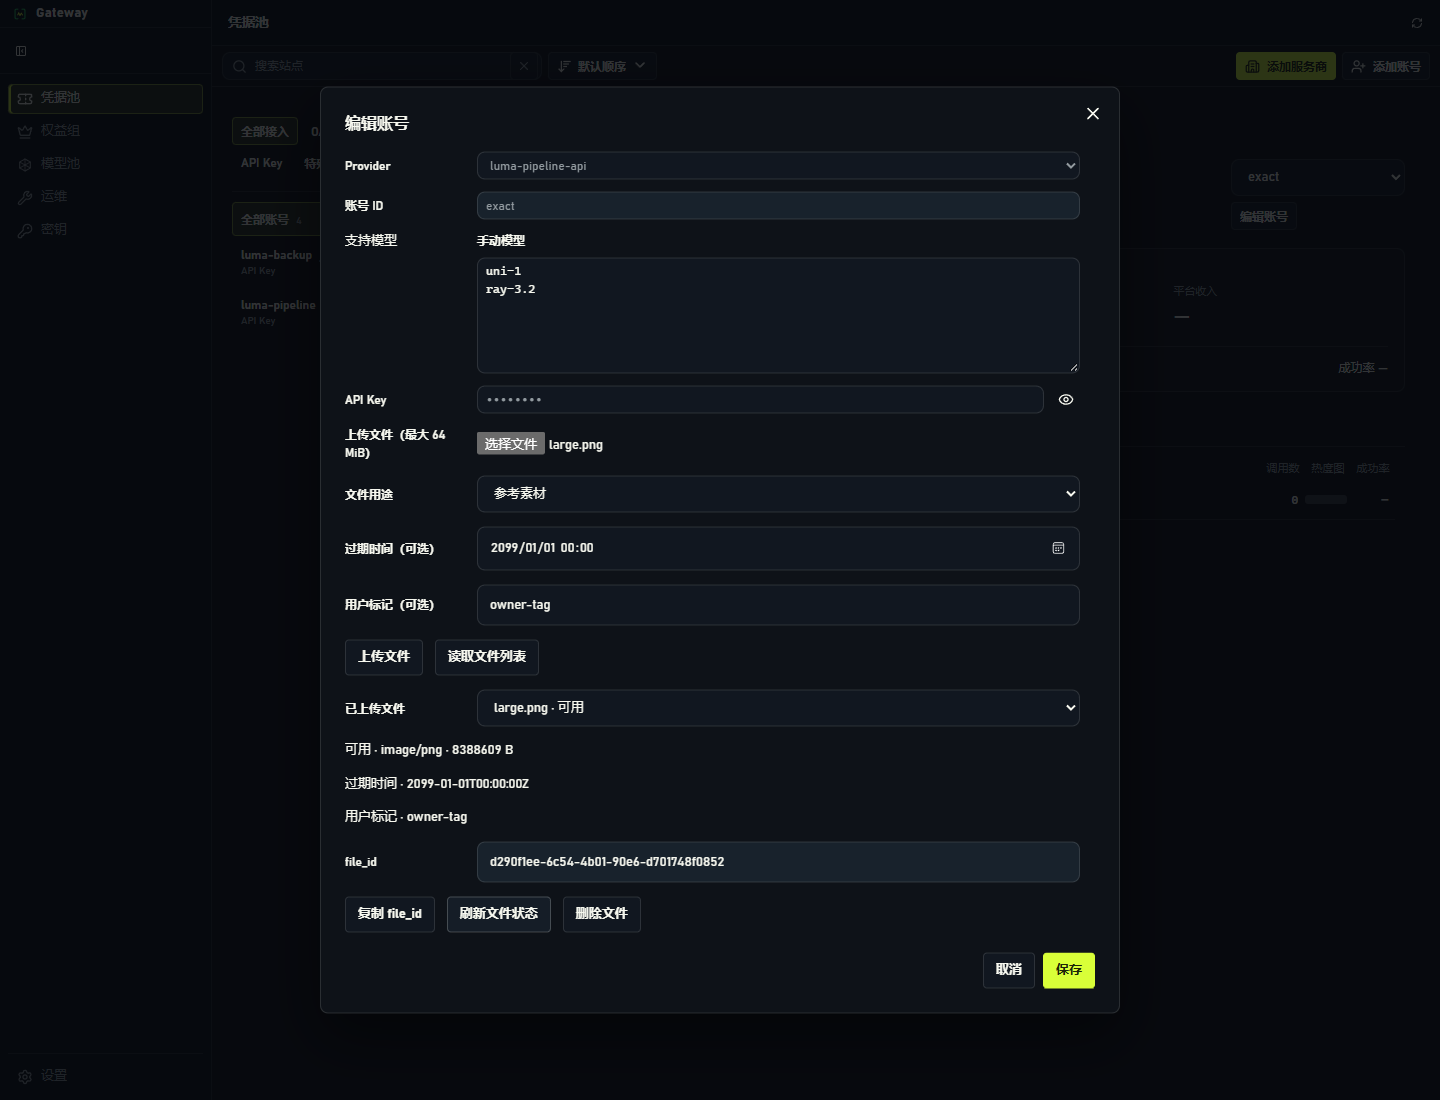 Gateway
凭据池
搜索站点
默认顺序
添加服务商
添加账号
凭据池
权益组
模型池
运维
密钥
全部接入
0.
API Key
全部账号
luma-backup
API Key
luma-pipeline
API Key
编辑账号
Provider
luma-pipeline-api
账号 ID
exact
支持模型
手动模型
uni-1
ray-3.2
API Key
••••••••
上传文件（最大 64
MiB）
选择文件 large.png
文件用途
参考素材
过期时间（可选）
2099/01/01 00:00
用户标记（可选）
owner-tag
上传文件
读取文件列表
已上传文件
large.png · 可用
可用 · image/png · 8388609 B
过期时间 · 2099-01-01T00:00:00Z
用户标记 · owner-tag
file_id
d290f1ee-6c54-4b01-90e6-d701748f0852
复制 file_id
刷新文件状态
删除文件
取消
保存
exact
编辑账号
平台收入
—
成功率 —
调用数
热度图
成功率
0
—
设置